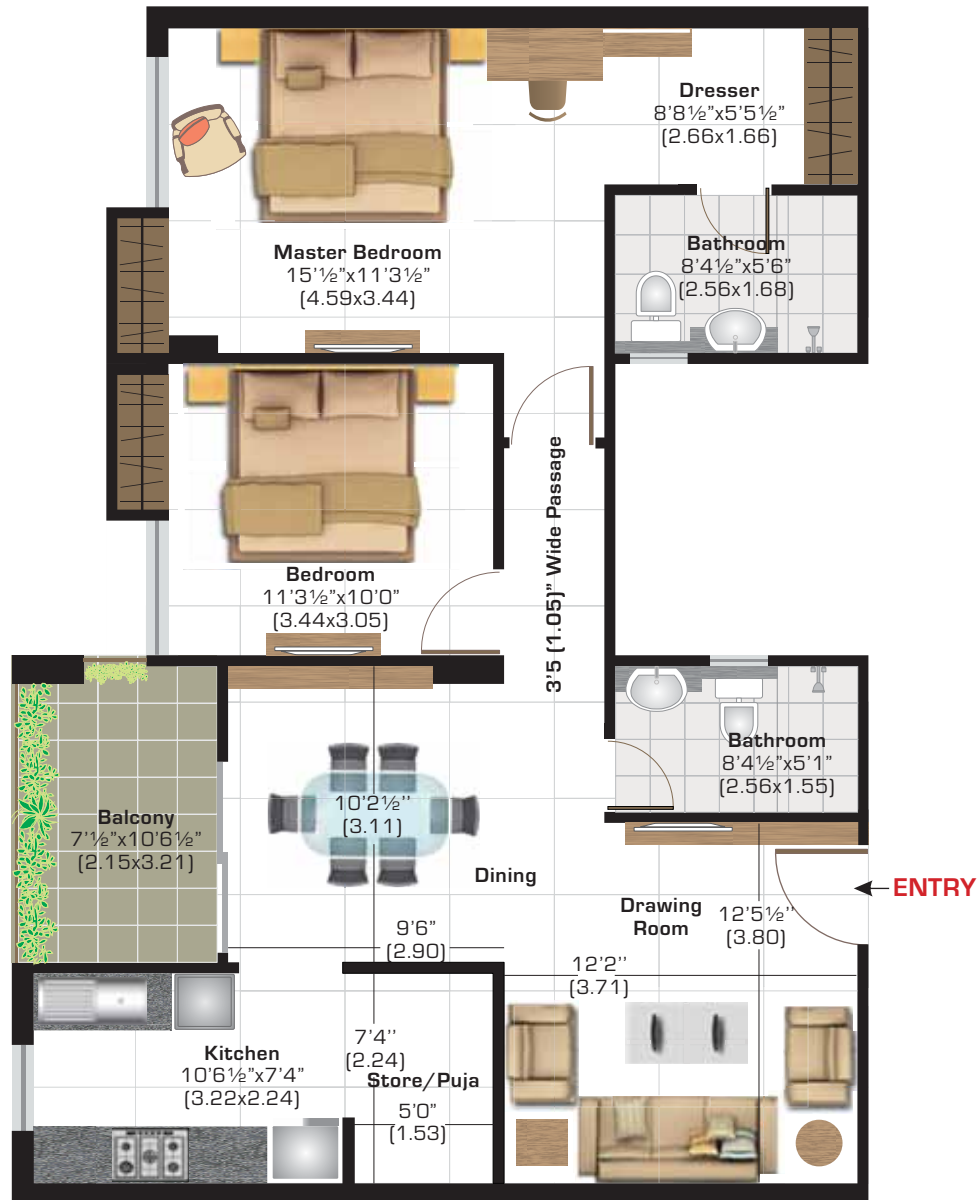 Dresser
8'8½"x5'5½"
(2.66x1.66)
Master Bedroom
15'½"x11'3½"
(4.59x3.44)
Bathroom
8'4½"x5'6"
(2.56x1.68)
3'5 (1.05)" Wide Passage
Bedroom
11'3½"x10'0"
(3.44x3.05)
Bathroom
8'4½"x5'1"
(2.56x1.55)
Balcony
7'½"x10'6½"
(2.15x3.21)
10'2½''
(3.11)
Dining
ENTRY
Drawing
Room
12'5½''
(3.80)
9'6"
(2.90)
12'2''
(3.71)
Kitchen
10'6½"x7'4"
(3.22x2.24)
7'4''
(2.24)
Store/Puja
5'0"
(1.53)